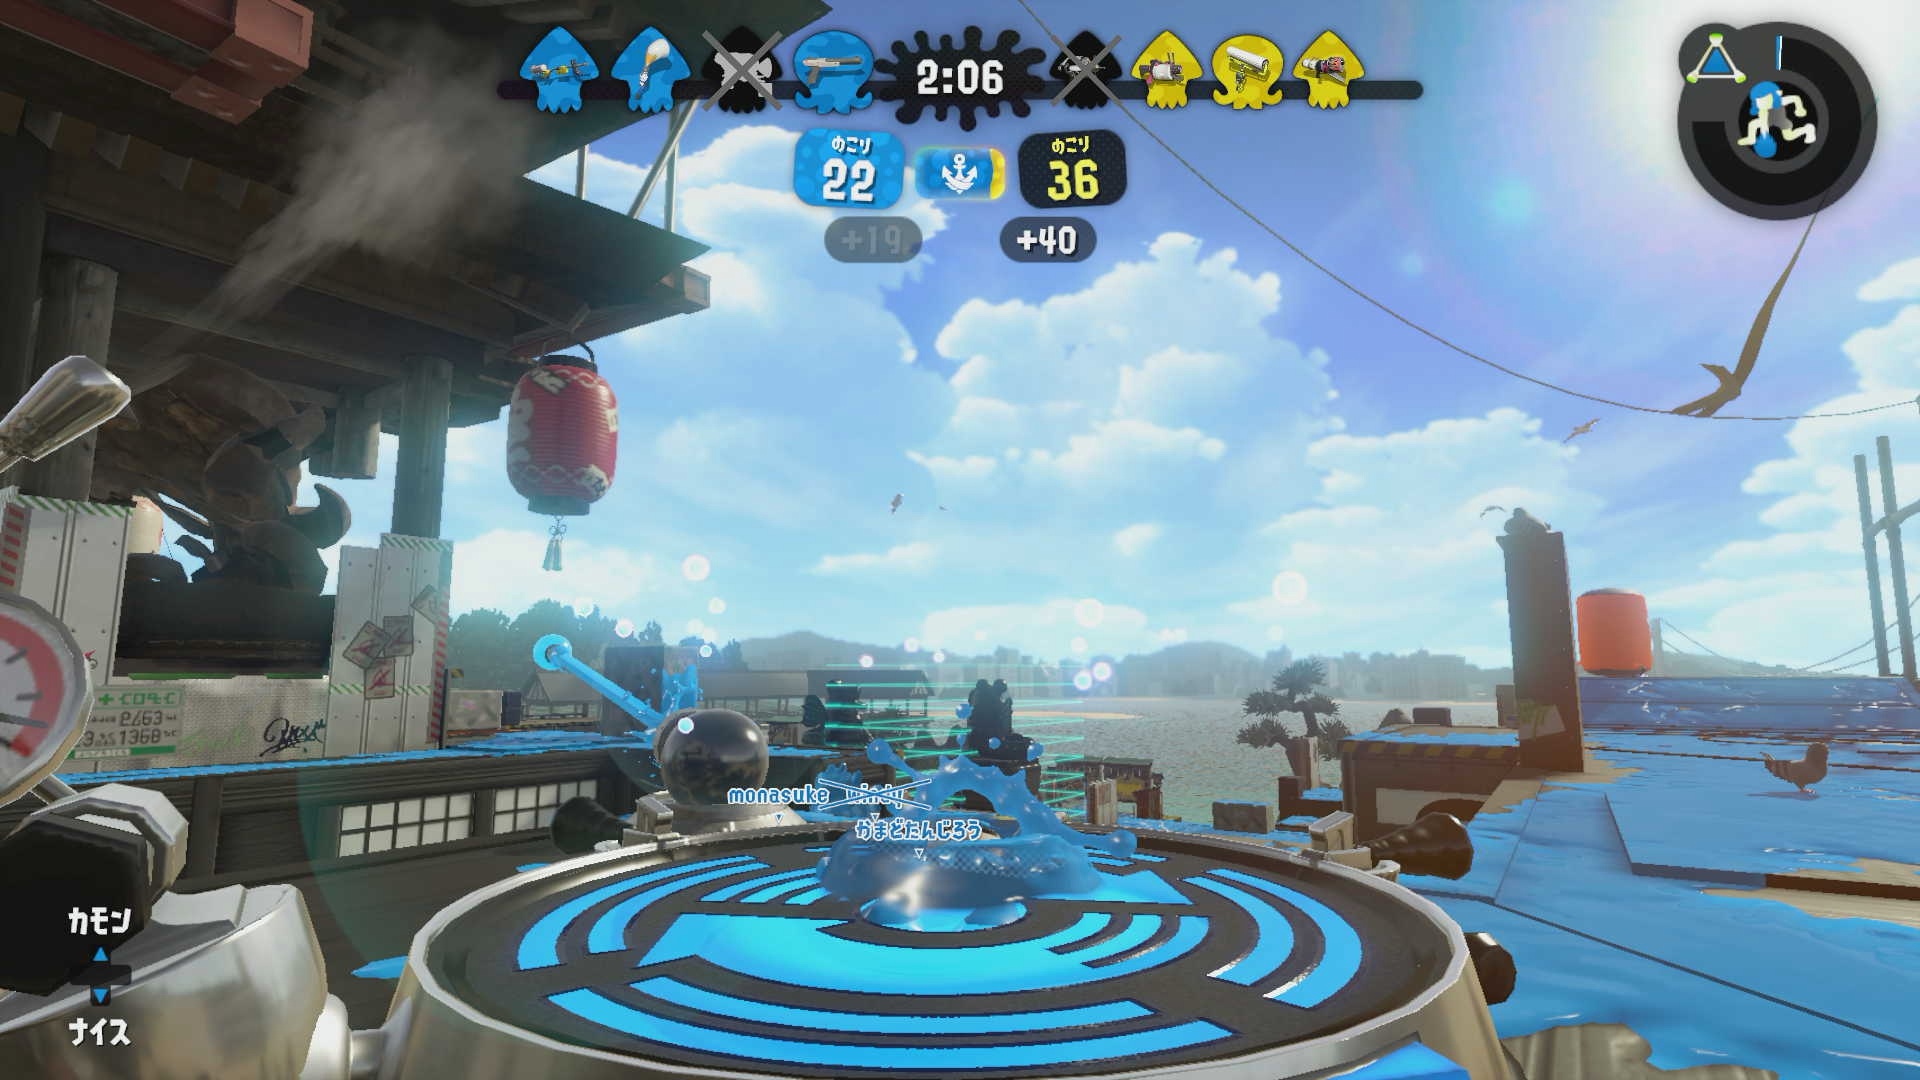 2:06
のこり
22
のこり
36
+19
+40
monasuke
windy
かまどたんじろう
カモン
ナイス